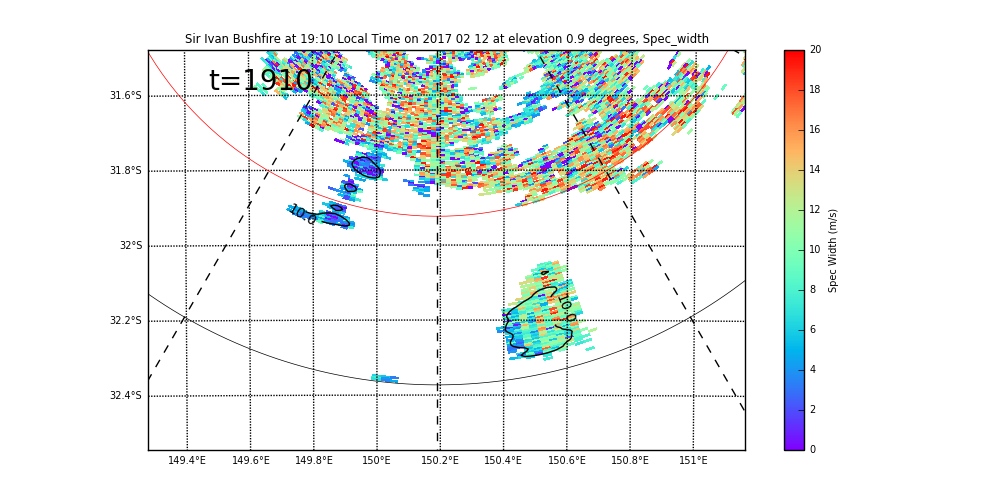 Sir Ivan Bushfire at 19:10 Local Time on 2017 02 12 at elevation 0.9 degrees, Spec_width
t=1910
31.6°S
31.8°S
32°S
32.2°S
32.4°S
149.4°E 149.6°E 149.8°E 150°E 150.2°E 150.4°E 150.6°E 150.8°E 151°E
10.0
10.0
20
18
16
14
12
10
8
6
4
2
0
Spec Width (m/s)